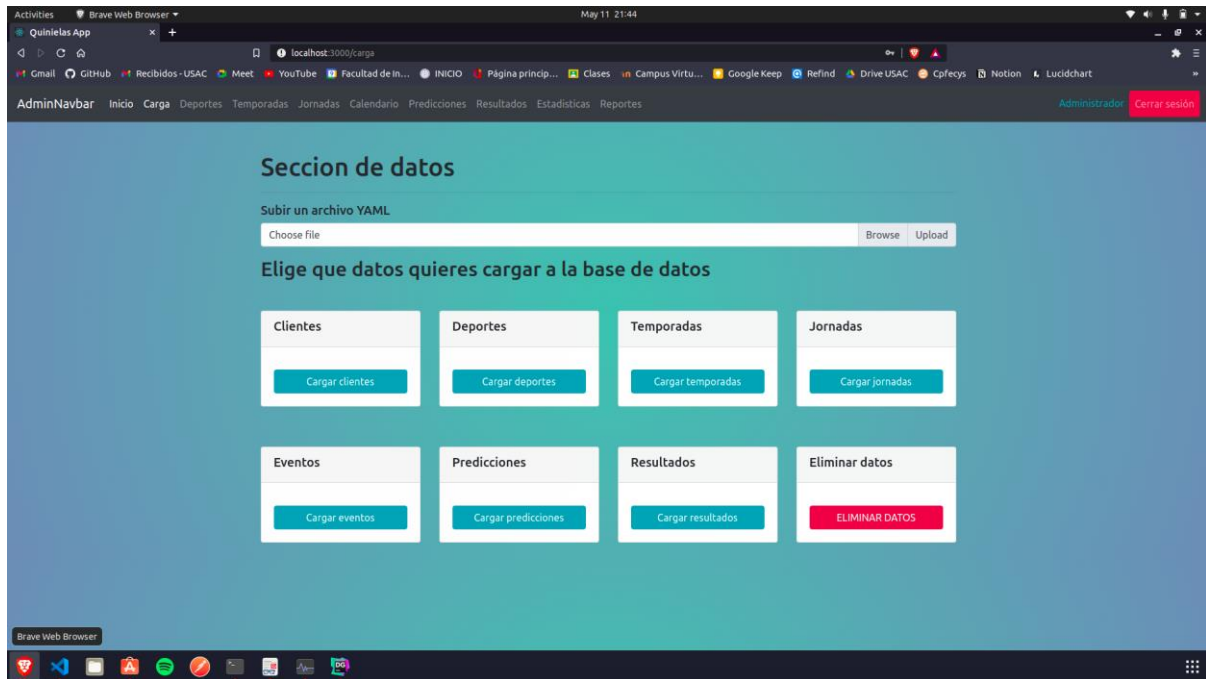 Activities Brave Web Browser May 11 21:44
Quinielas App × +
localhost:3000/carga
Gmail GitHub Recibidos - USAC Meet YouTube Facultad de In... INICIO Página princip... Clases Campus Virtu... Google Keep Refind Drive USAC Cpfecys Notion Lucidchart »
AdminNavbar Inicio Carga Deportes Temporadas Jornadas Calendario Predicciones Resultados Estadisticas Reportes Administrador Cerrar sesión
Seccion de datos
Subir un archivo YAML
Choose file Browse Upload
Elige que datos quieres cargar a la base de datos
Clientes Deportes Temporadas Jornadas
Cargar clientes Cargar deportes Cargar temporadas Cargar jornadas
Eventos Predicciones Resultados Eliminar datos
Cargar eventos Cargar predicciones Cargar resultados ELIMINAR DATOS
Brave Web Browser
DG